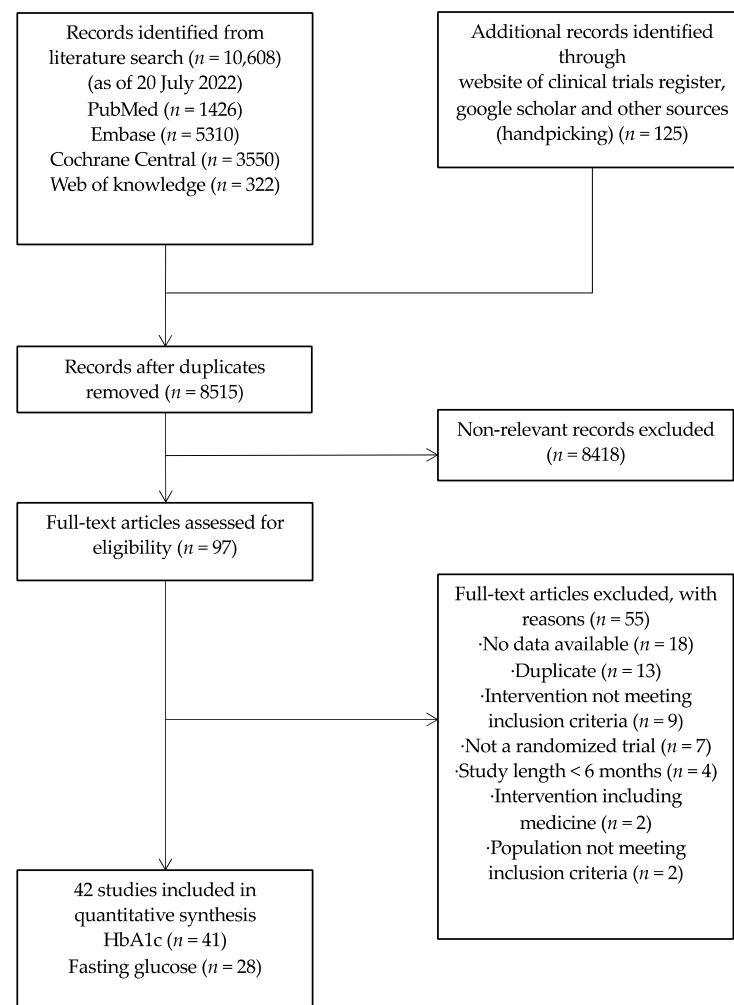 Records identified from
literature search (n = 10,608)
(as of 20 July 2022)
PubMed (n = 1426)
Embase (n = 5310)
Cochrane Central (n = 3550)
Web of knowledge (n = 322)
Additional records identified
through
website of clinical trials register,
google scholar and other sources
(handpicking) (n = 125)
Records after duplicates
removed (n = 8515)
Non-relevant records excluded
(n = 8418)
Full-text articles assessed for
eligibility (n = 97)
Full-text articles excluded, with
reasons (n = 55)
·No data available (n = 18)
·Duplicate (n = 13)
·Intervention not meeting
inclusion criteria (n = 9)
·Not a randomized trial (n = 7)
·Study length < 6 months (n = 4)
·Intervention including
medicine (n = 2)
·Population not meeting
inclusion criteria (n = 2)
42 studies included in
quantitative synthesis
HbA1c (n = 41)
Fasting glucose (n = 28)